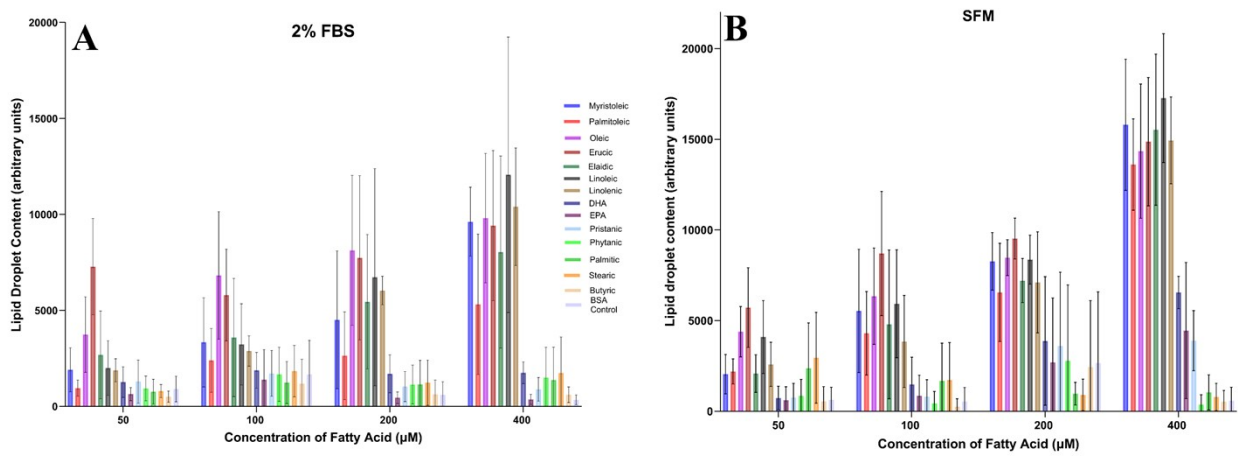 A
2% FBS
20000
15000
10000
5000
0
Lipid Droplet Content (arbitrary units)
50
100
200
400
Concentration of Fatty Acid (µM)
Myristoleic
Palmitoleic
Oleic
Erucic
Elaidic
Linoleic
Linolenic
DHA
EPA
Pristanic
Phytanic
Palmitic
Stearic
Butyric
BSA
Control
B
SFM
20000
15000
10000
5000
0
Lipid droplet content (arbitrary units)
50
100
200
400
Concentration of Fatty Acid (µM)